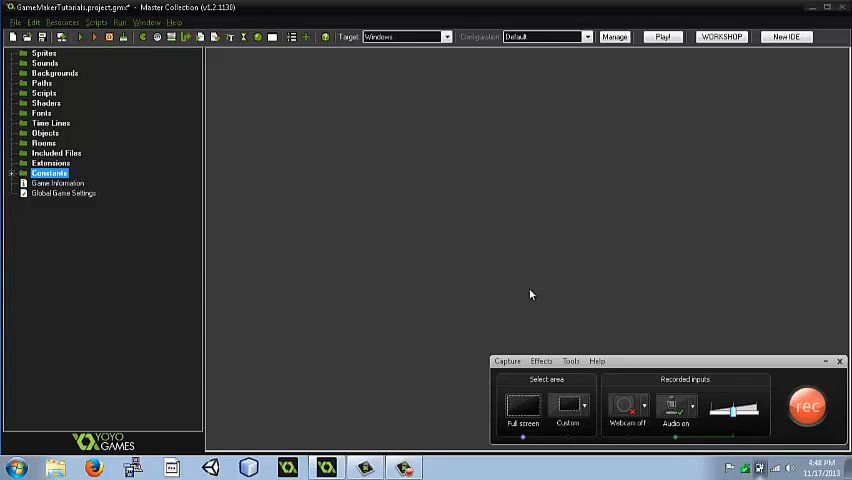 GameMakerTutorials.project.gmx* - Master Collection (v1.2.1130)
File Edit Resources Scripts Run Window Help
Target: Windows Configuration: Default Manage Play! WORKSHOP New IDE
Sprites
Sounds
Backgrounds
Paths
Scripts
Shaders
Fonts
Time Lines
Objects
Rooms
Included Files
Extensions
Constants
Game Information
Global Game Settings
Capture Effects Tools Help
Select area Recorded inputs
rec
Full screen Custom Webcam off Audio on
YOYO
GAMES
4:48 PM
11/17/2013